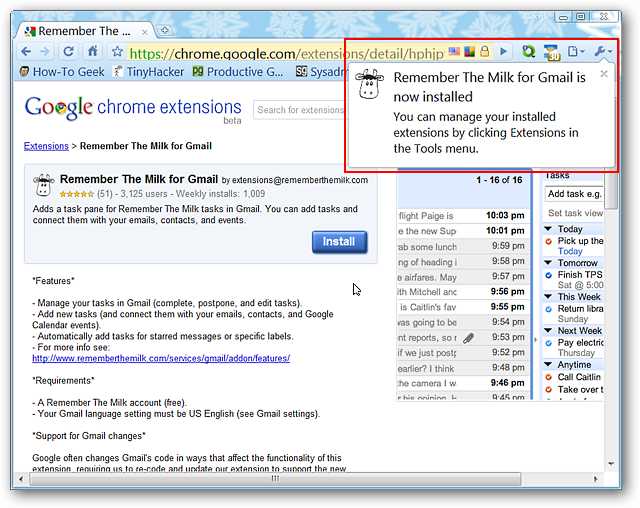 Remember The M ...
https://chrome.google.com/extensions/detail/hphjp
30
How-To Geek
TinyHacker
Productive G...
Sysadm
Remember The Milk for Gmail is
now installed
You can manage your installed
extensions by clicking Extensions in
the Tools menu.
Google chrome extensions
beta
Search for extensions
Extensions > Remember The Milk for Gmail
Remember The Milk for Gmail by extensions@rememberthemilk.com
(51) - 3,125 users - Weekly installs: 1,009
Adds a task pane for Remember The Milk tasks in Gmail. You can add tasks and
connect them with your emails, contacts, and events.
Install
*Features*
- Manage your tasks in Gmail (complete, postpone, and edit tasks).
- Add new tasks (and connect them with your emails, contacts, and Google
Calendar events).
- Automatically add tasks for starred messages or specific labels.
- For more info see:
http://www.rememberthemilk.com/services/gmail/addon/features/
*Requirements*
- A Remember The Milk account (free).
- Your Gmail language setting must be US English (see Gmail settings).
*Support for Gmail changes*
Google often changes Gmail's code in ways that affect the functionality of this
extension, requiring us to re-code and update our extension to support the new
1 - 16 of 16
flight Paige is 10:03 pm
e the new Sup 10:01 pm
rab some lunch 9:59 pm
ng of heading i 9:58 pm
e airfares. May 9:57 pm
ith Mitchell and 9:56 pm
is Caitlin's fav 9:55 pm
was going to be 9:54 pm
nt reports, so r 9:53 pm
if we just postp 9:52 pm
earlier? I think 9:48 pm
the camera I w 9:46 pm
his opinion. H 9:45 pm
Tasks
Add task e.g.
Set task view
Today
Pick up the
Today
Tomorrow
Finish TPS
Sat @ 5:00
This Week
Return libra
Sunday
Next Week
Pay electric
Thursday
Anytime
Call Caitlin
Take over t